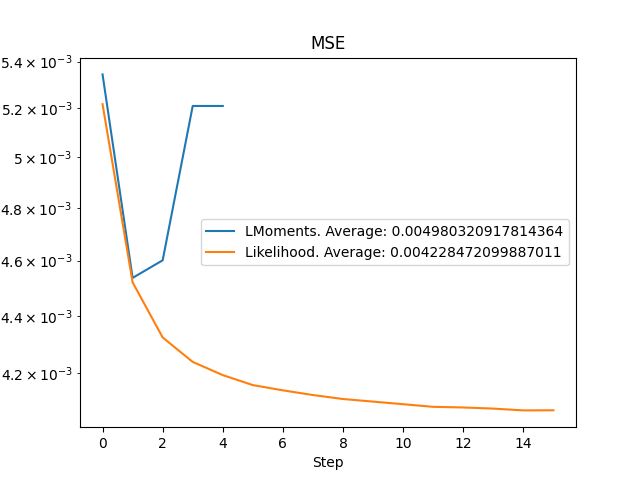 MSE
5.4 × 10⁻³
5.2 × 10⁻³
5 × 10⁻³
4.8 × 10⁻³
4.6 × 10⁻³
4.4 × 10⁻³
4.2 × 10⁻³
LMoments. Average: 0.004980320917814364
Likelihood. Average: 0.004228472099887011
0 2 4 6 8 10 12 14
Step